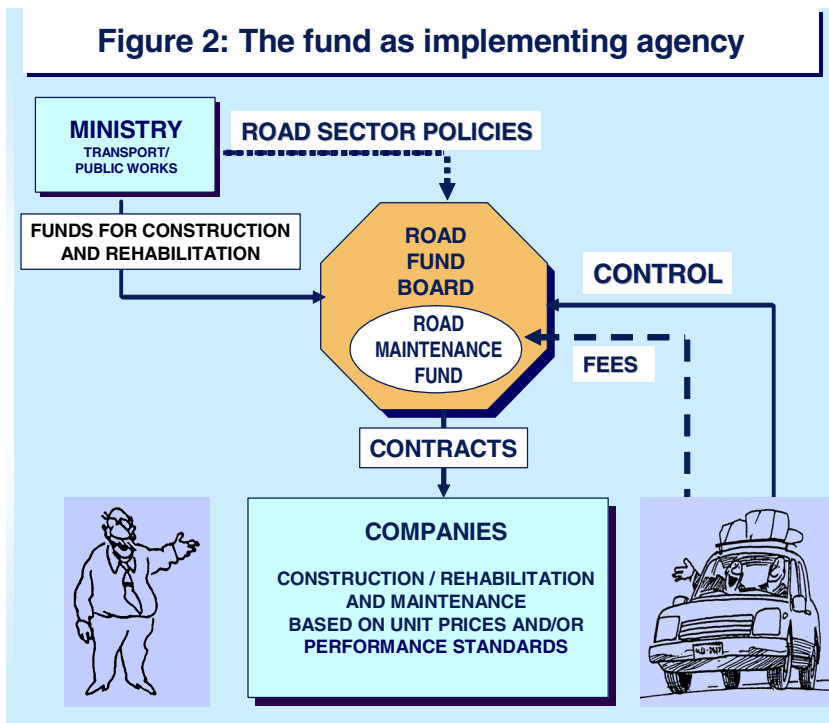 Figure 2: The fund as implementing agency
MINISTRY
TRANSPORT/
PUBLIC WORKS
ROAD SECTOR POLICIES
FUNDS FOR CONSTRUCTION
AND REHABILITATION
ROAD
FUND
BOARD
CONTROL
ROAD
MAINTENANCE
FUND
FEES
CONTRACTS
COMPANIES
CONSTRUCTION / REHABILITATION
AND MAINTENANCE
BASED ON UNIT PRICES AND/OR
PERFORMANCE STANDARDS